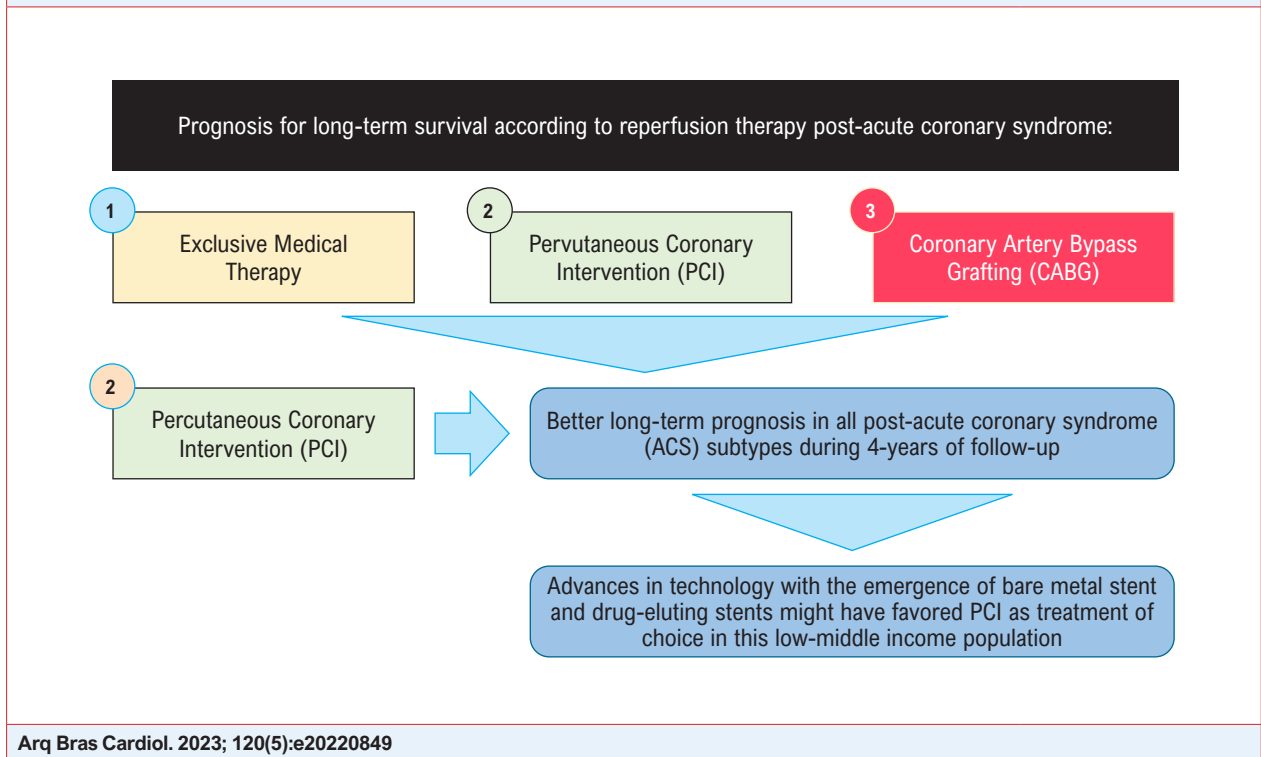 Prognosis for long-term survival according to reperfusion therapy post-acute coronary syndrome:
1
Exclusive Medical
Therapy
2
Pervutaneous Coronary
Intervention (PCI)
3
Coronary Artery Bypass
Grafting (CABG)
2
Percutaneous Coronary
Intervention (PCI)
Better long-term prognosis in all post-acute coronary syndrome
(ACS) subtypes during 4-years of follow-up
Advances in technology with the emergence of bare metal stent
and drug-eluting stents might have favored PCI as treatment of
choice in this low-middle income population
Arq Bras Cardiol. 2023; 120(5):e20220849